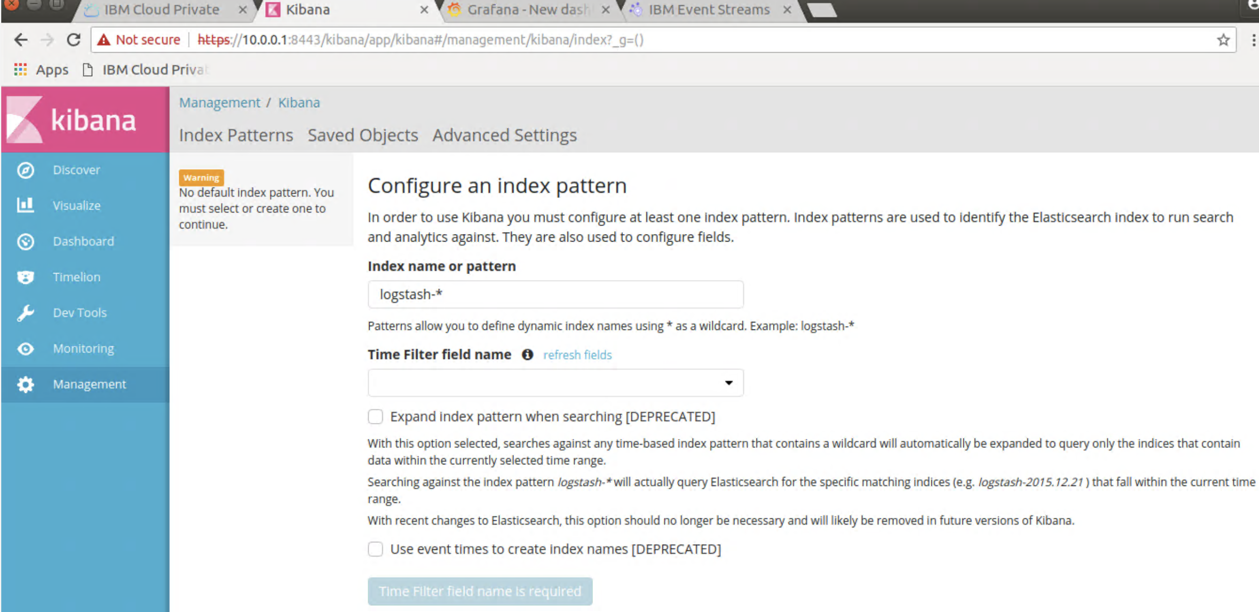 IBM Cloud Private
Kibana
Grafana - New dash
IBM Event Streams
Not secure https://10.0.0.1:8443/kibana/app/kibana#/management/kibana/index?_g=()
Apps IBM Cloud Priva
kibana
Discover
Visualize
Dashboard
Timelion
Dev Tools
Monitoring
Management
Management / Kibana
Index Patterns Saved Objects Advanced Settings
Warning
No default index pattern. You
must select or create one to
continue.
Configure an index pattern
In order to use Kibana you must configure at least one index pattern. Index patterns are used to identify the Elasticsearch index to run search
and analytics against. They are also used to configure fields.
Index name or pattern
logstash-*
Patterns allow you to define dynamic index names using * as a wildcard. Example: logstash-*
Time Filter field name refresh fields
Expand index pattern when searching [DEPRECATED]
With this option selected, searches against any time-based index pattern that contains a wildcard will automatically be expanded to query only the indices that contain
data within the currently selected time range.
Searching against the index pattern logstash-* will actually query Elasticsearch for the specific matching indices (e.g. logstash-2015.12.21 ) that fall within the current time
range.
With recent changes to Elasticsearch, this option should no longer be necessary and will likely be removed in future versions of Kibana.
Use event times to create index names [DEPRECATED]
Time Filter field name is required